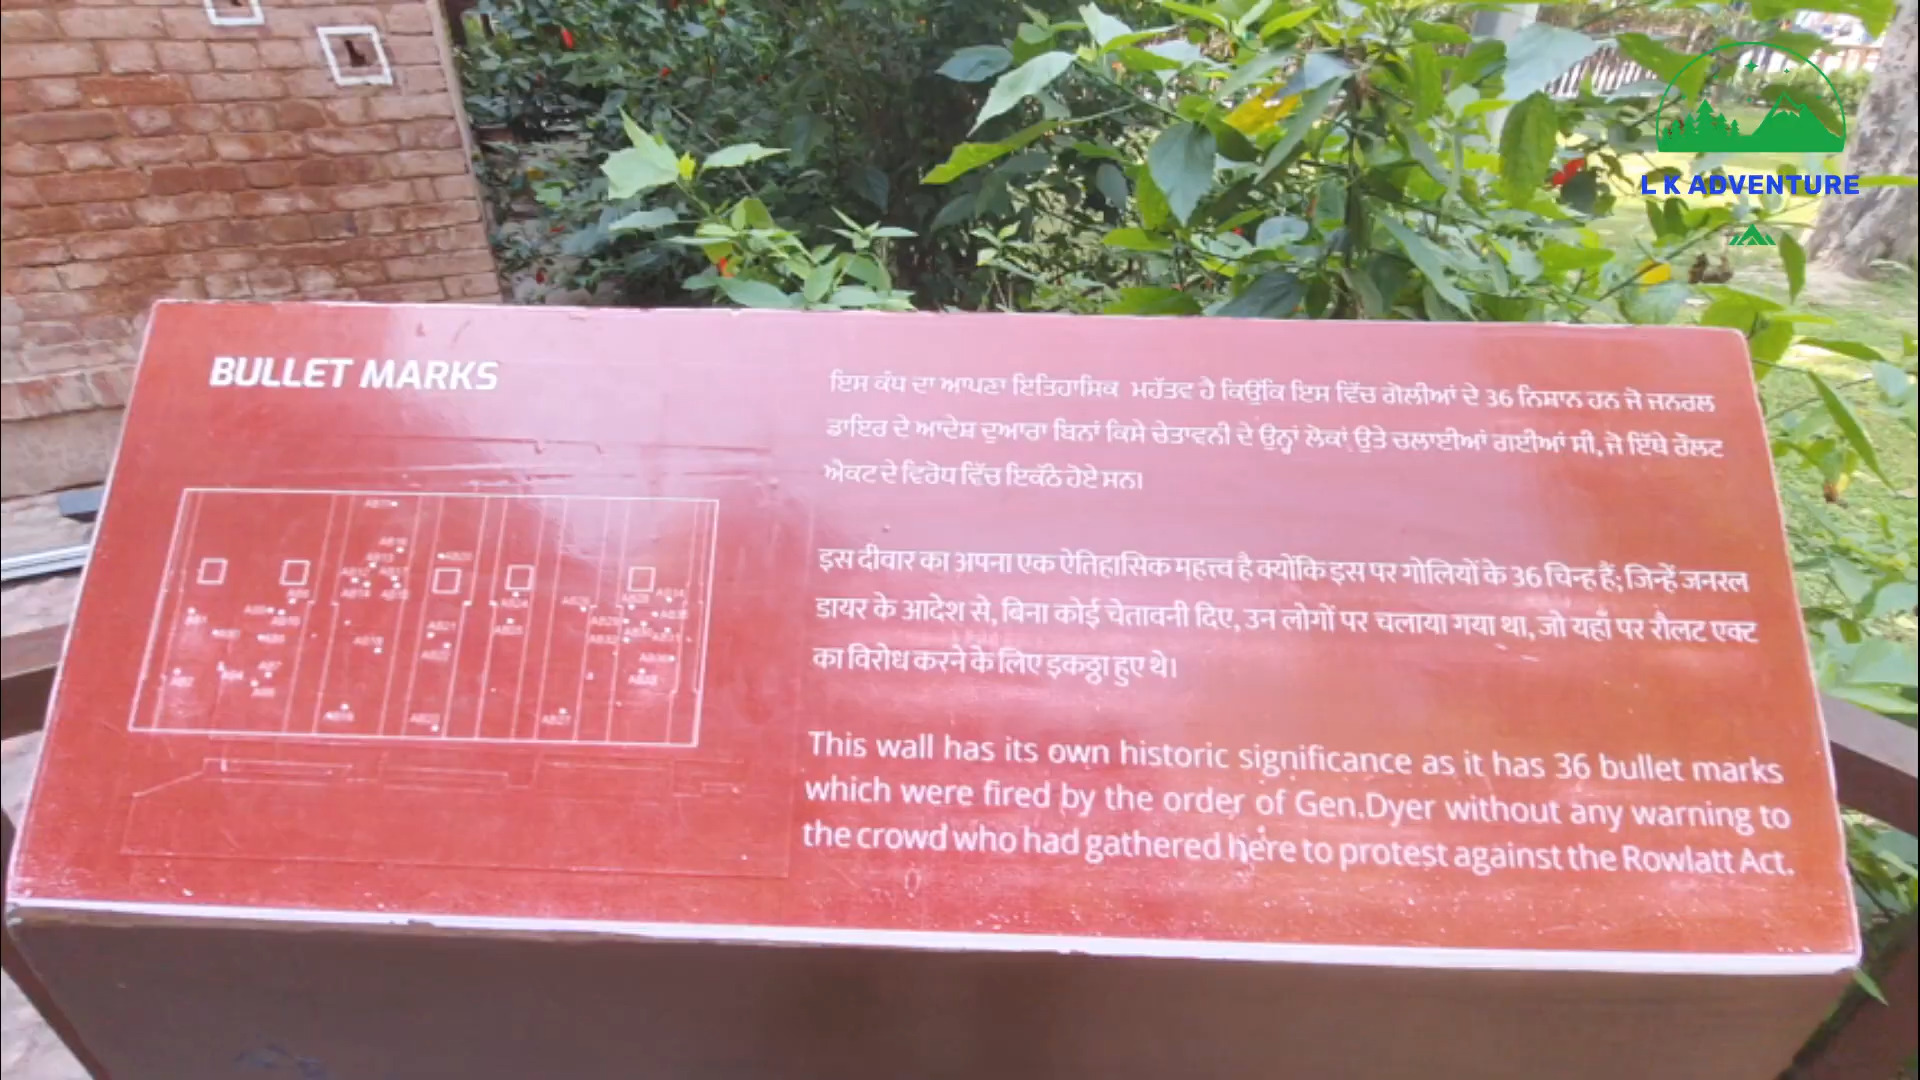 L K ADVENTURE
BULLET MARKS
ਇਸ ਕੰਧ ਦਾ ਆਪਣਾ ਇਤਿਹਾਸਿਕ ਮਹੱਤਵ ਹੈ ਕਿਉਂਕਿ ਇਸ ਵਿੱਚ ਗੋਲੀਆਂ ਦੇ 36 ਨਿਸ਼ਾਨ ਹਨ ਜੋ ਜਨਰਲ
ਡਾਇਰ ਦੇ ਆਦੇਸ਼ ਦੁਆਰਾ ਬਿਨਾਂ ਕਿਸੇ ਚੇਤਾਵਨੀ ਦੇ ਉਨ੍ਹਾਂ ਲੋਕਾਂ ਉਤੇ ਚਲਾਈਆਂ ਗਈਆਂ ਸੀ, ਜੋ ਇੱਥੇ ਰੌਲਟ
ਐਕਟ ਦੇ ਵਿਰੋਧ ਵਿੱਚ ਇਕੱਠੇ ਹੋਏ ਸਨ।
इस दीवार का अपना एक ऐतिहासिक महत्त्व है क्योंकि इस पर गोलियों के 36 चिन्ह हैं; जिन्हें जनरल
डायर के आदेश से, बिना कोई चेतावनी दिए, उन लोगों पर चलाया गया था, जो यहाँ पर रौलट एक्ट
का विरोध करने के लिए इकठ्ठा हुए थे।
This wall has its own historic significance as it has 36 bullet marks
which were fired by the order of Gen.Dyer without any warning to
the crowd who had gathered here to protest against the Rowlatt Act.